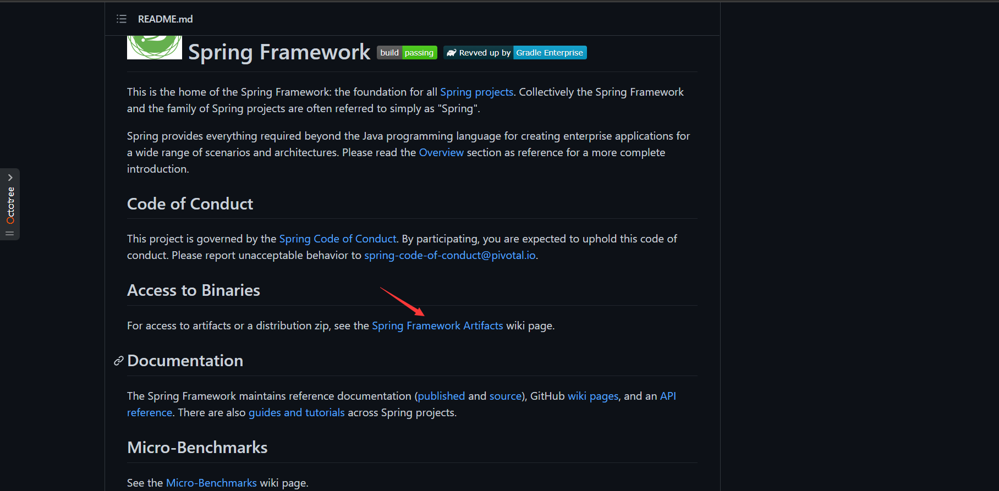 README.md
Spring Framework build passing Revved up by Gradle Enterprise
This is the home of the Spring Framework: the foundation for all Spring projects. Collectively the Spring Framework
and the family of Spring projects are often referred to simply as "Spring".
Spring provides everything required beyond the Java programming language for creating enterprise applications for
a wide range of scenarios and architectures. Please read the Overview section as reference for a more complete
introduction.
Octotree
Code of Conduct
This project is governed by the Spring Code of Conduct. By participating, you are expected to uphold this code of
conduct. Please report unacceptable behavior to spring-code-of-conduct@pivotal.io.
Access to Binaries
For access to artifacts or a distribution zip, see the Spring Framework Artifacts wiki page.
Documentation
The Spring Framework maintains reference documentation (published and source), GitHub wiki pages, and an API
reference. There are also guides and tutorials across Spring projects.
Micro-Benchmarks
See the Micro-Benchmarks wiki page.